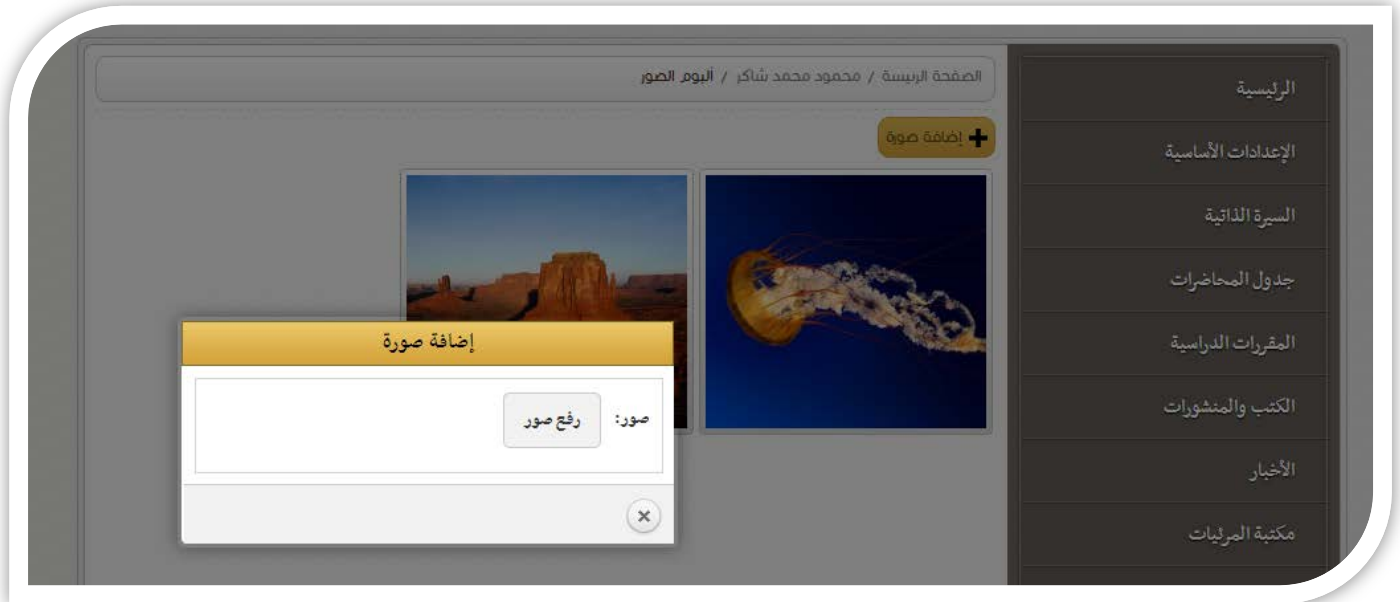 الصفحة الرئيسة / محمود محمد شاكر / ألبوم الصور
إضافة صورة
الرئيسية
الإعدادات الأساسية
السيرة الذاتية
جدول المحاضرات
المقررات الدراسية
الكتب والمنشورات
الأخبار
مكتبة المرئيات
إضافة صورة
صور: رفع صور